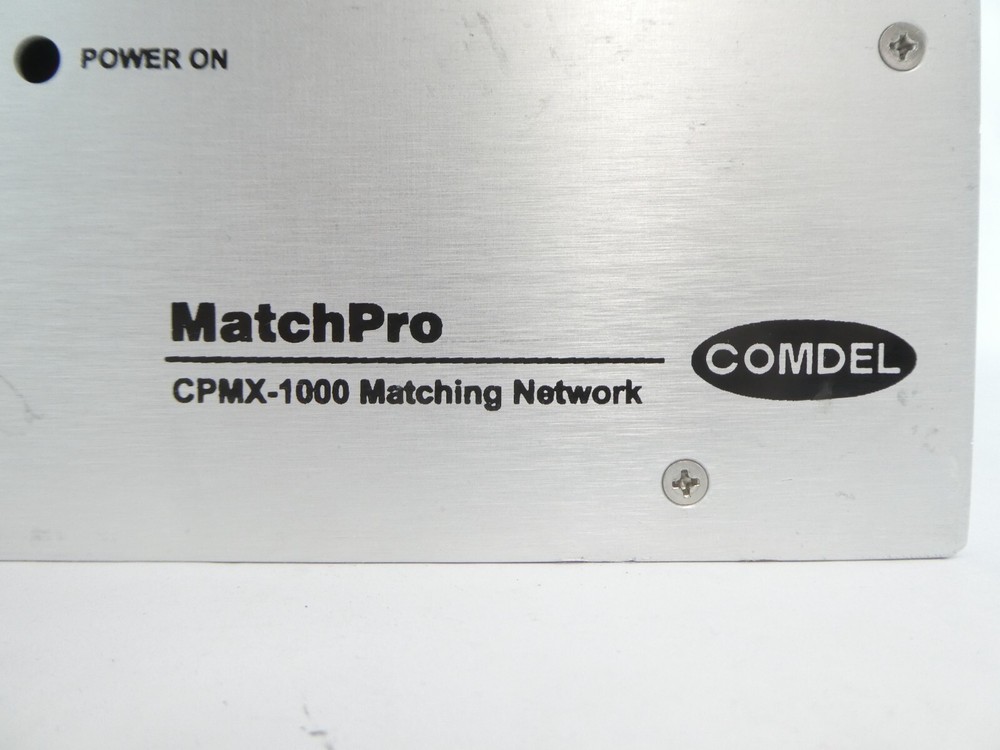 POWER ON
MatchPro
CPMX-1000 Matching Network
COMDEL